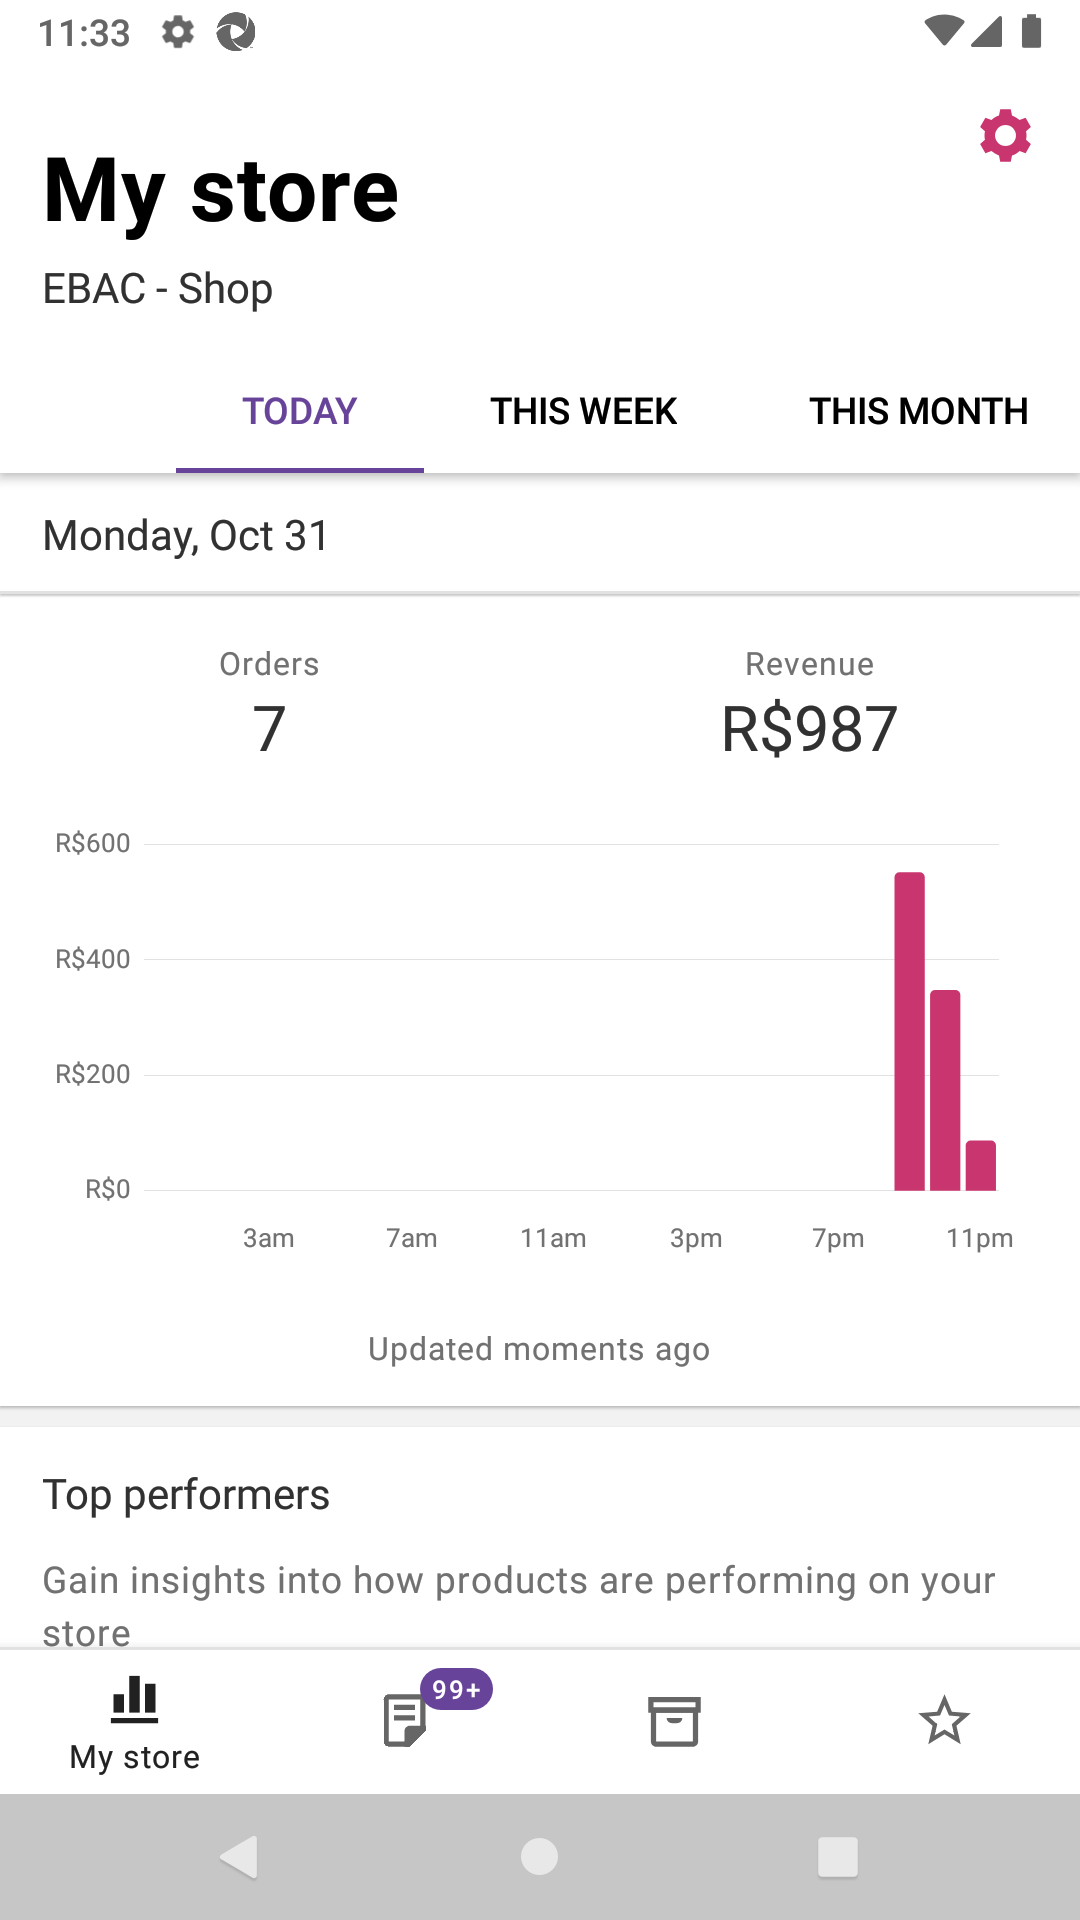 11:33
My store
EBAC - Shop
TODAY THIS WEEK THIS MONTH
Monday, Oct 31
Orders Revenue
7 R$987
R$600
R$400
R$200
R$0
3am 7am 11am 3pm 7pm 11pm
Updated moments ago
Top performers
Gain insights into how products are performing on your
store
99+
My store